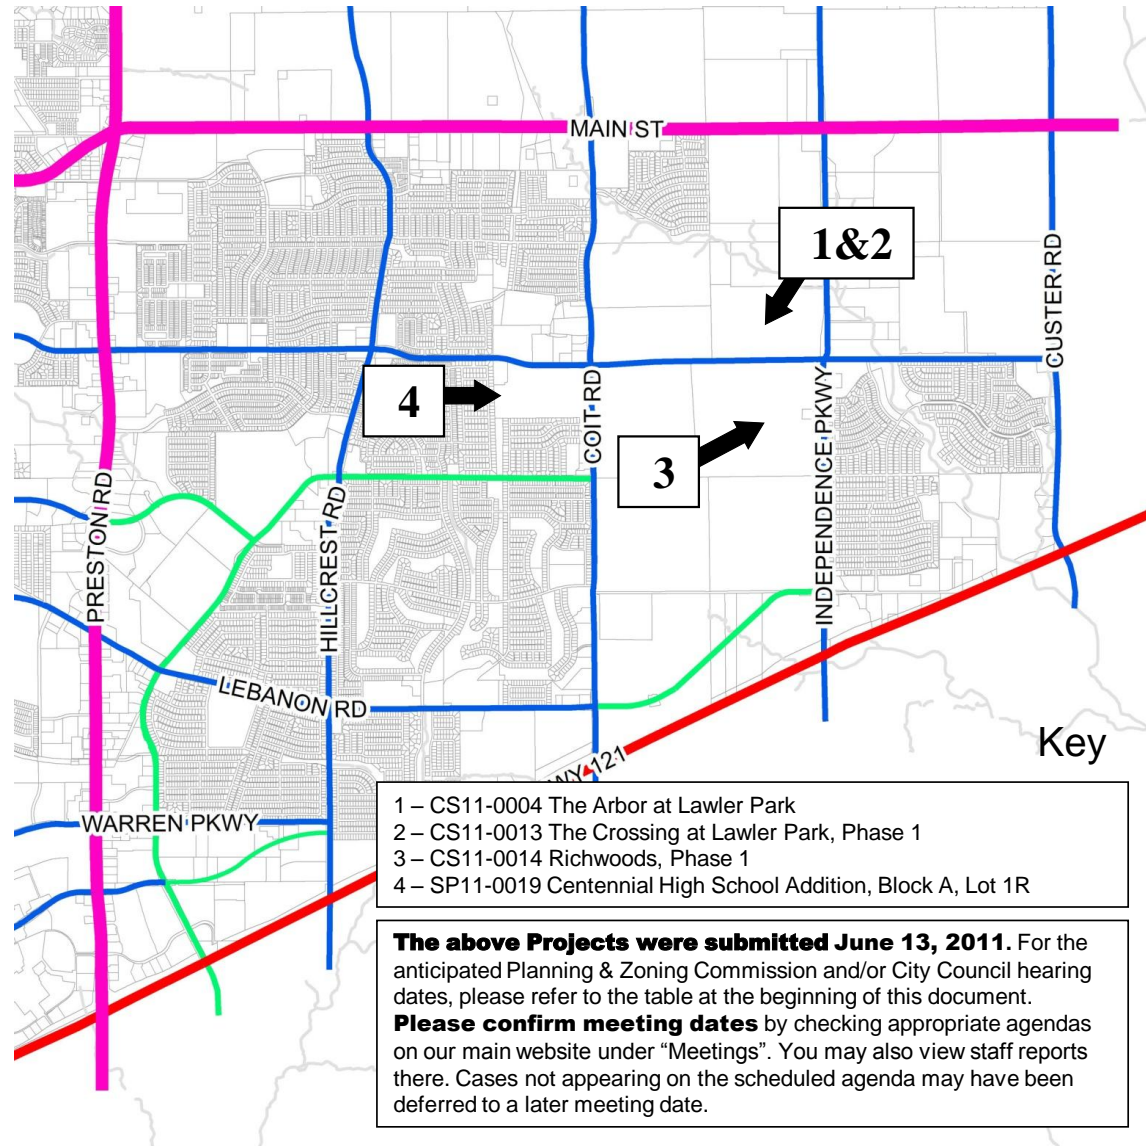 MAIN ST
1&2
CUSTER RD
4
COIT RD
3
INDEPENDENCE PKWY
PRESTON RD
HILLCREST RD
LEBANON RD
WY 121
WARREN PKWY
Key
1 – CS11-0004 The Arbor at Lawler Park
2 – CS11-0013 The Crossing at Lawler Park, Phase 1
3 – CS11-0014 Richwoods, Phase 1
4 – SP11-0019 Centennial High School Addition, Block A, Lot 1R
The above Projects were submitted June 13, 2011. For the
anticipated Planning & Zoning Commission and/or City Council hearing
dates, please refer to the table at the beginning of this document.
Please confirm meeting dates by checking appropriate agendas
on our main website under “Meetings”. You may also view staff reports
there. Cases not appearing on the scheduled agenda may have been
deferred to a later meeting date.